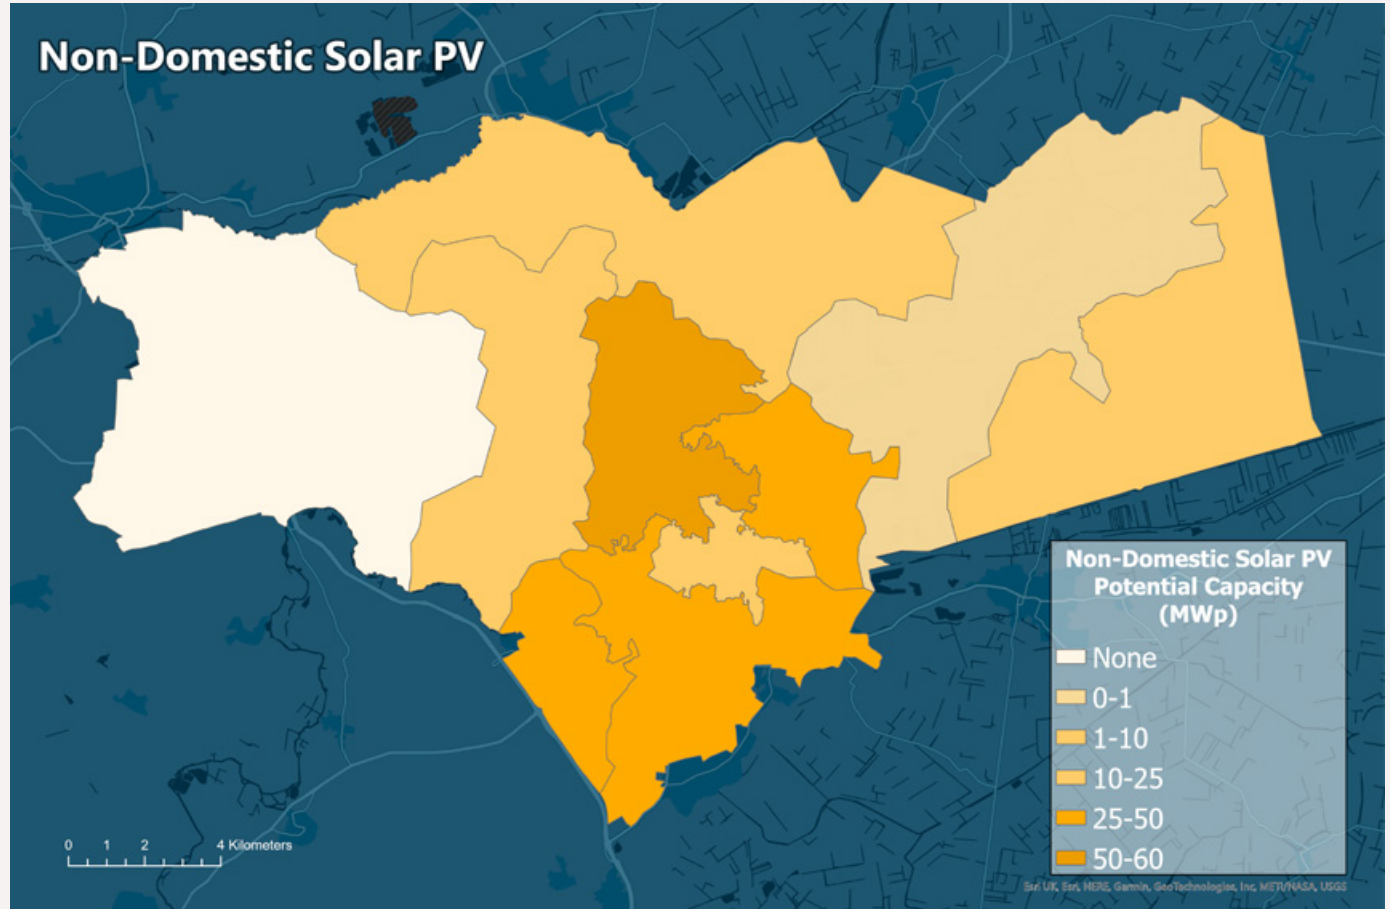 Non-Domestic Solar PV
Non-Domestic Solar PV
Potential Capacity
(MWp)
None
0-1
1-10
10-25
25-50
50-60
0 1 2 4 Kilometers
Esri UK, Esri, HERE, Garmin, GeoTechnologies, Inc, METI/NASA, USGS